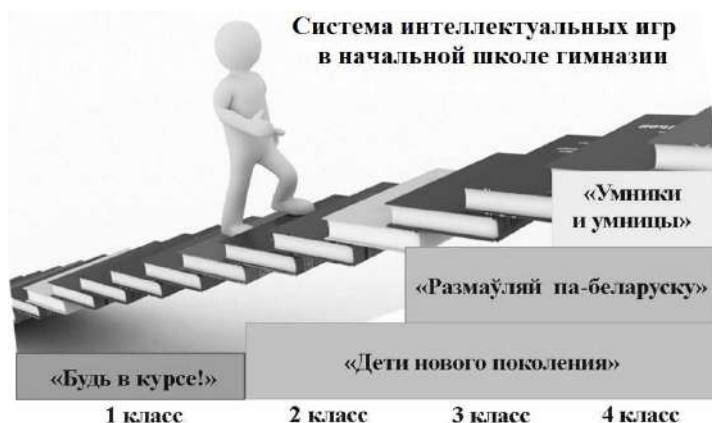 Система интеллектуальных игр
в начальной школе гимназии
«Умники
и умницы»
«Размаўляй па-беларуску»
«Дети нового поколения»
«Будь в курсе!»
1 класс
2 класс
3 класс
4 класс